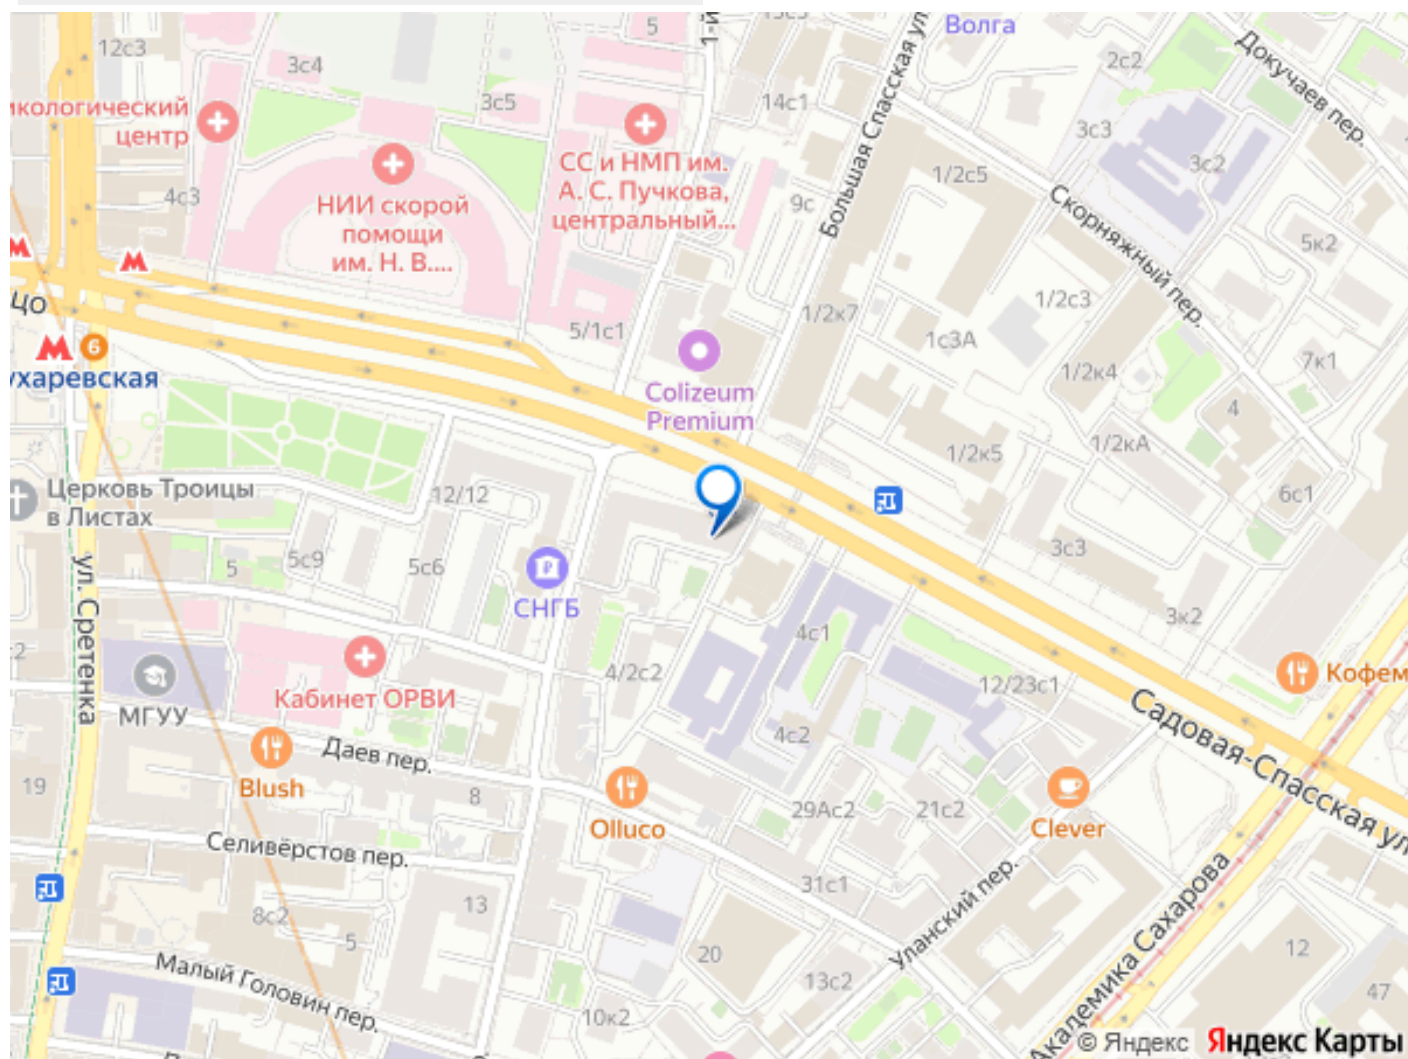 12с3
5
1-й
Волга
13с3
Докучаев пер.
3с4
2с2
икологический
центр
3с5
14с1
Большая Спасская ул.
3с3
3с2
СС и НМП им.
А. С. Пучкова,
центральный...
1/2с5
4с3
НИИ скорой
помощи
им. Н. В....
9с
Скорняжный пер.
5к2
цо
1/2с3
1/2к7
5/1с1
1с3А
6
ухаревская
Colizeum
Premium
7к1
1/2к4
4
1/2кА
1/2к5
Церковь Троицы
в Листах
12/12
6с1
5с9
5
5с6
3с3
СНГБ
ул. Сретенка
4с1
3к2
2
4/2с2
Кабинет ОРВИ
12/23с1
Кофем
МГУУ
Садовая-Спасская ул
Даев пер.
4с2
Blush
19
8
Olluco
29Ас2
21с2
Clever
Селивёрстов пер.
31с1
Уланский пер.
Академика Сахарова
8с2
13
5
20
12
Малый Головин пер.
13с2
47
10к2
© Яндекс
Яндекс Карты